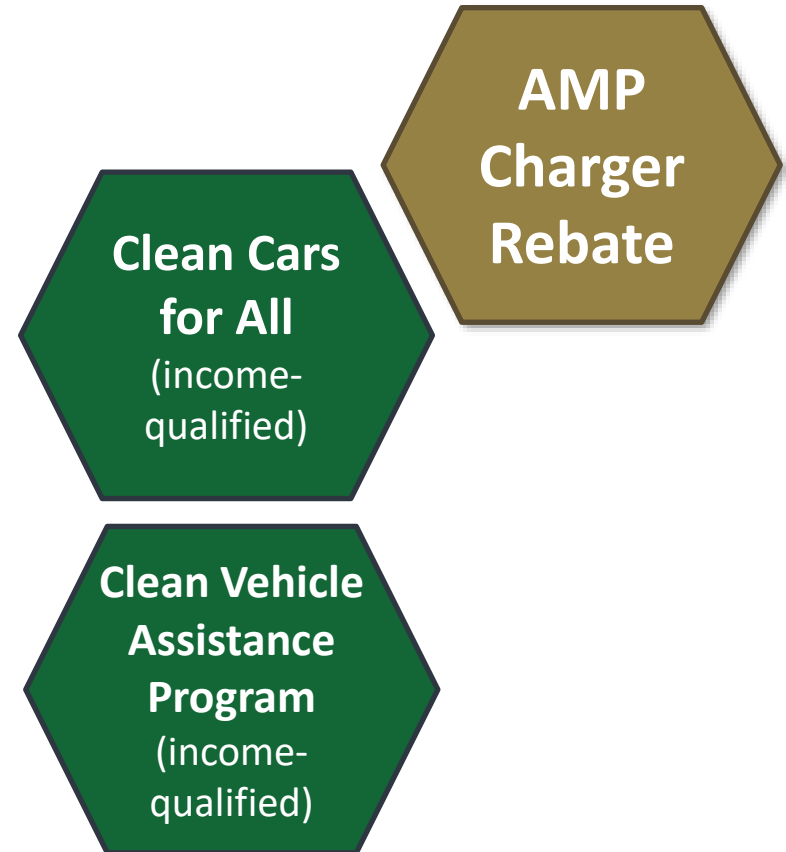 AMP
Charger
Rebate
Clean Cars
for All
(income-
qualified)
Clean Vehicle
Assistance
Program
(income-
qualified)